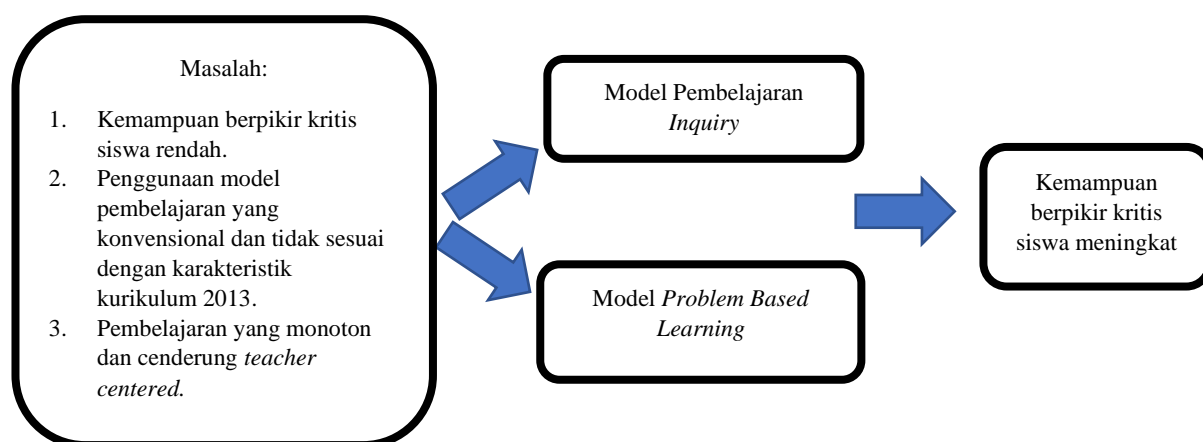 Masalah:
1. Kemampuan berpikir kritis
siswa rendah.
2. Penggunaan model
pembelajaran yang
konvensional dan tidak sesuai
dengan karakteristik
kurikulum 2013.
3. Pembelajaran yang monoton
dan cenderung teacher
centered.
Model Pembelajaran
Inquiry
Model Problem Based
Learning
Kemampuan
berpikir kritis
siswa meningkat